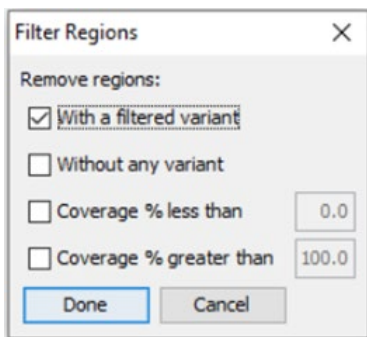 Filter Regions
Remove regions:
With a filtered variant
Without any variant
Coverage % less than 0.0
Coverage % greater than 100.0
Done Cancel